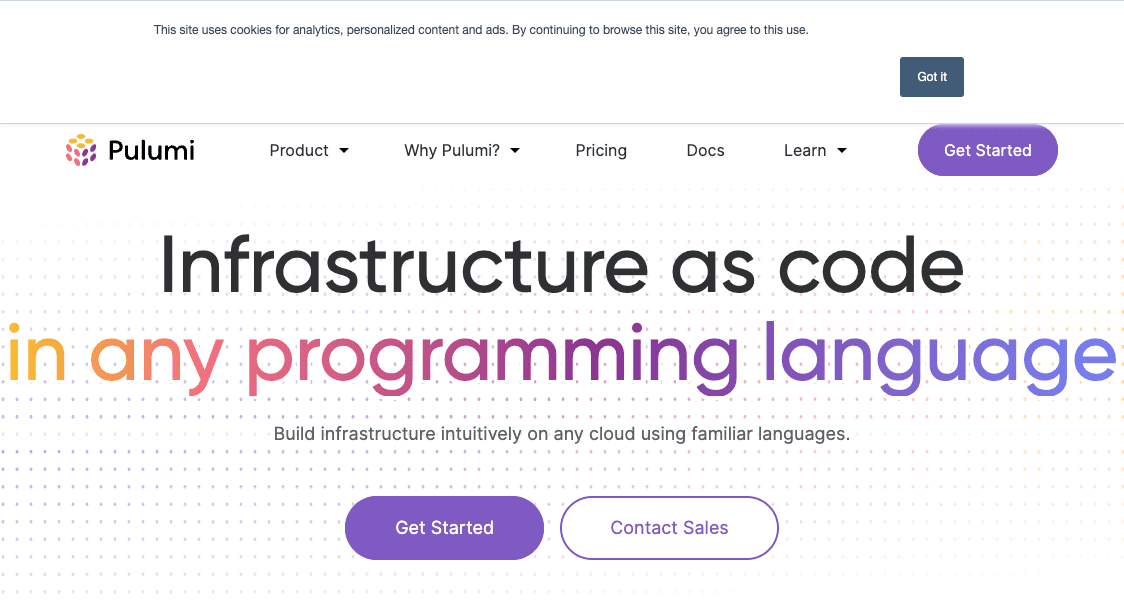 This site uses cookies for analytics, personalized content and ads. By continuing to browse this site, you agree to this use.
Got it
Pulumi
Product
Why Pulumi?
Pricing
Docs
Learn
Get Started
Infrastructure as code
in any programming language
Build infrastructure intuitively on any cloud using familiar languages.
Get Started
Contact Sales